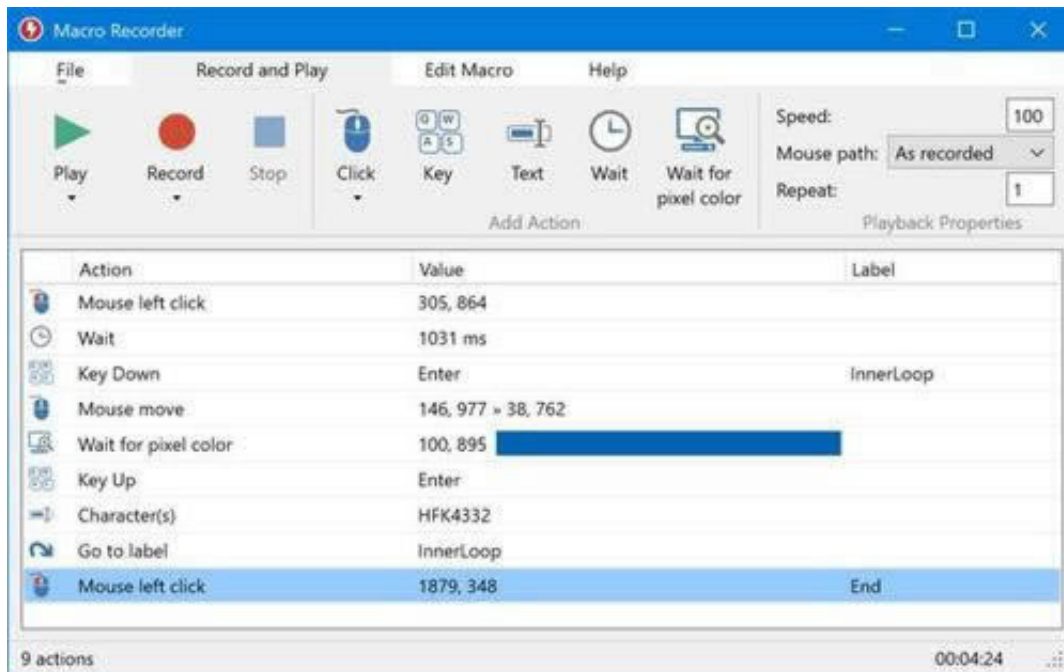 Macro Recorder
File Record and Play Edit Macro Help
Play Record Stop Click Key Text Wait Wait for pixel color
Add Action
Speed: 100
Mouse path: As recorded
Repeat: 1
Playback Properties
Action Value Label
Mouse left click 305, 864
Wait 1031 ms
Key Down Enter InnerLoop
Mouse move 146, 977 » 38, 762
Wait for pixel color 100, 895
Key Up Enter
Character(s) HFK4332
Go to label InnerLoop
Mouse left click 1879, 348 End
9 actions 00:04:24